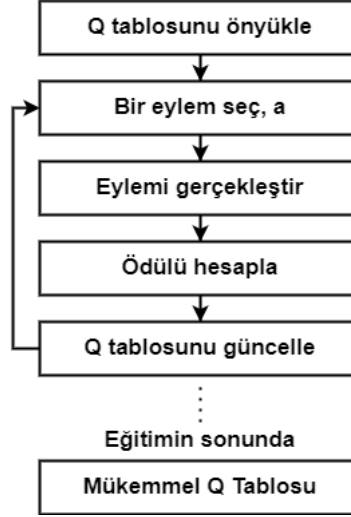 Q tablosunu önyükle
Bir eylem seç, a
Eylemi gerçekleştir
Ödülü hesapla
Q tablosunu güncelle
Eğitimin sonunda
Mükemmel Q Tablosu